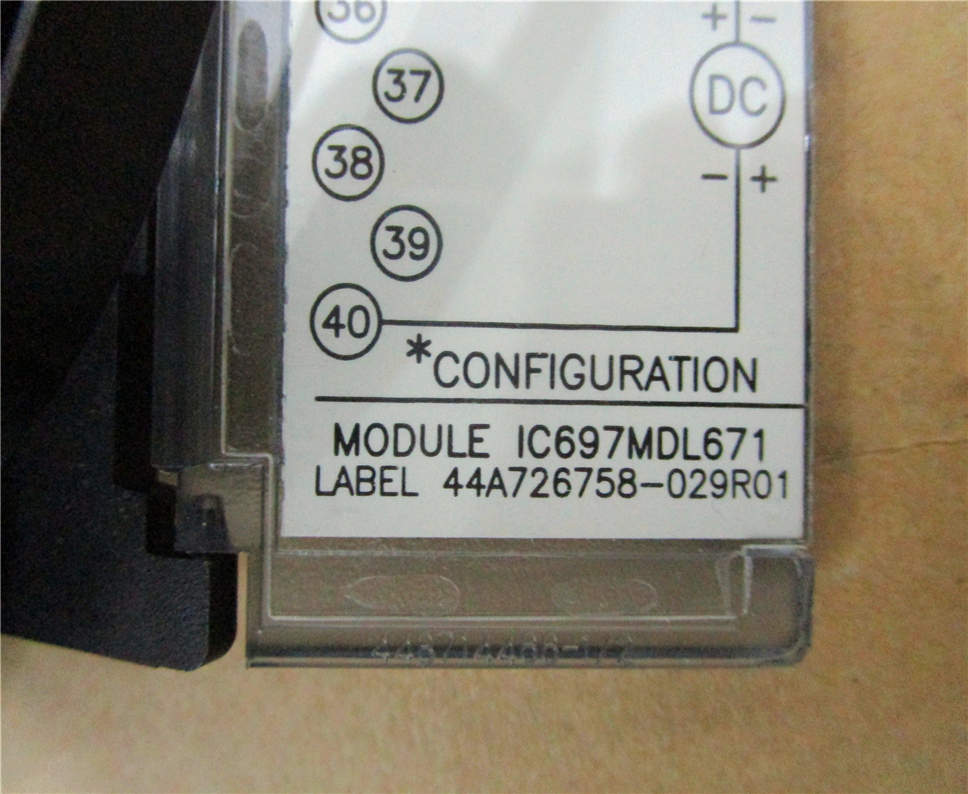 36
+ -
37
DC
38
- +
39
40
*CONFIGURATION
MODULE IC697MDL671
LABEL 44A726758-029R01